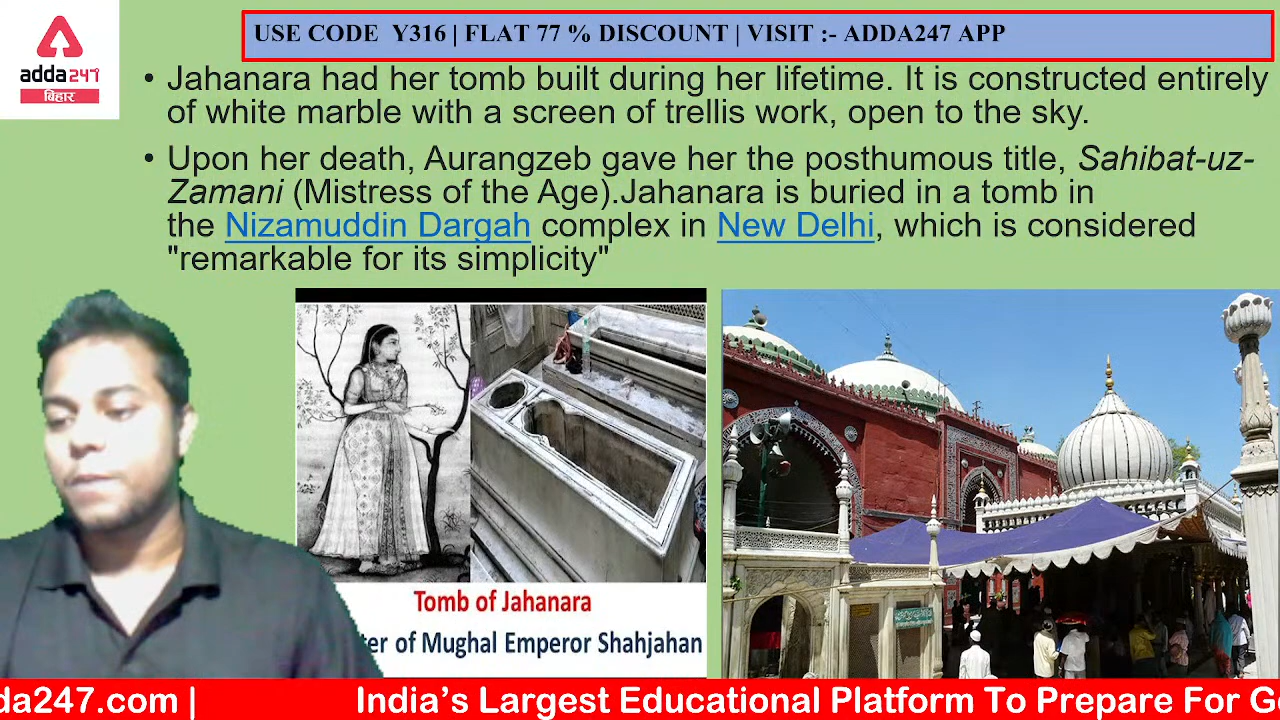 adda247
बिहार
USE CODE Y316 | FLAT 77 % DISCOUNT | VISIT :- ADDA247 APP
• Jahanara had her tomb built during her lifetime. It is constructed entirely
of white marble with a screen of trellis work, open to the sky.
• Upon her death, Aurangzeb gave her the posthumous title, Sahibat-uz-
Zamani (Mistress of the Age).Jahanara is buried in a tomb in
the Nizamuddin Dargah complex in New Delhi, which is considered
"remarkable for its simplicity"
Tomb of Jahanara
ter of Mughal Emperor Shahjahan
da247.com | India's Largest Educational Platform To Prepare For G